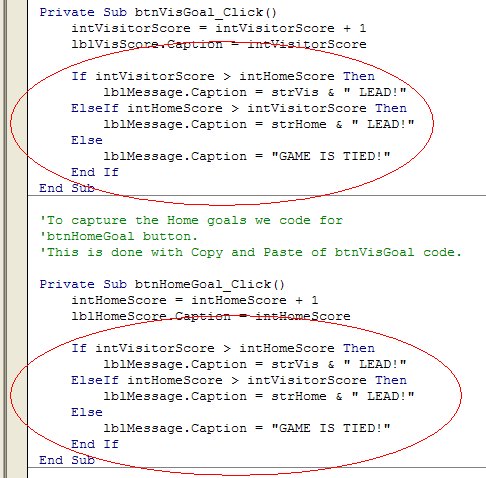 Private Sub btnVisGoal_Click()
intVisitorScore = intVisitorScore + 1
lblVisScore.Caption = intVisitorScore
If intVisitorScore > intHomeScore Then
lblMessage.Caption = strVis & " LEAD!"
ElseIf intHomeScore > intVisitorScore Then
lblMessage.Caption = strHome & " LEAD!"
Else
lblMessage.Caption = "GAME IS TIED!"
End If
End Sub
'To capture the Home goals we code for
'btnHomeGoal button.
'This is done with Copy and Paste of btnVisGoal code.
Private Sub btnHomeGoal_Click()
intHomeScore = intHomeScore + 1
lblHomeScore.Caption = intHomeScore
If intVisitorScore > intHomeScore Then
lblMessage.Caption = strVis & " LEAD!"
ElseIf intHomeScore > intVisitorScore Then
lblMessage.Caption = strHome & " LEAD!"
Else
lblMessage.Caption = "GAME IS TIED!"
End If
End Sub